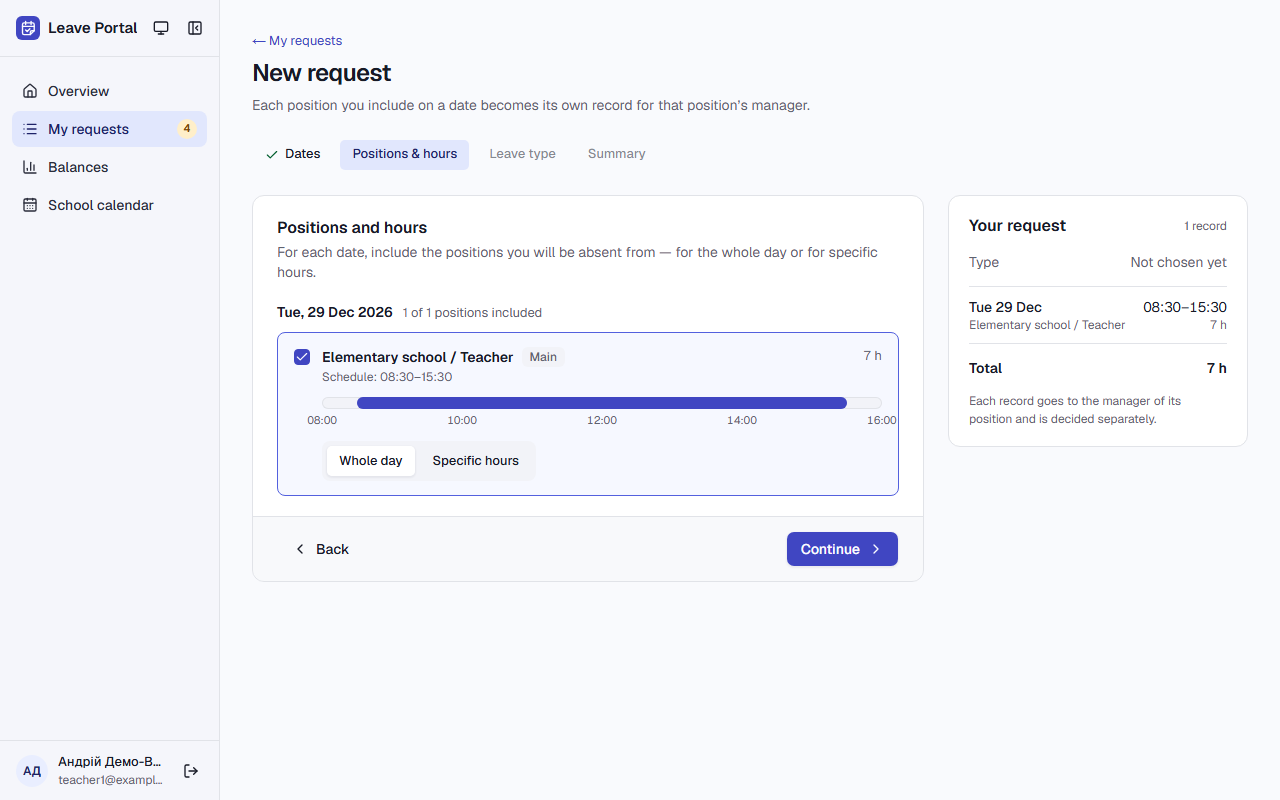 Leave Portal
Overview
My requests 4
Balances
School calendar
Андрій Демо-В...
АД
teacher1@exampl...
← My requests
New request
Each position you include on a date becomes its own record for that position's manager.
Dates Positions & hours Leave type Summary
Positions and hours
For each date, include the positions you will be absent from — for the whole day or for specific
hours.
Tue, 29 Dec 2026 1 of 1 positions included
Elementary school / Teacher Main 7 h
Schedule: 08:30–15:30
08:00 10:00 12:00 14:00 16:00
Whole day Specific hours
Back Continue
Your request 1 record
Type Not chosen yet
Tue 29 Dec 08:30–15:30
Elementary school / Teacher 7 h
Total 7 h
Each record goes to the manager of its
position and is decided separately.